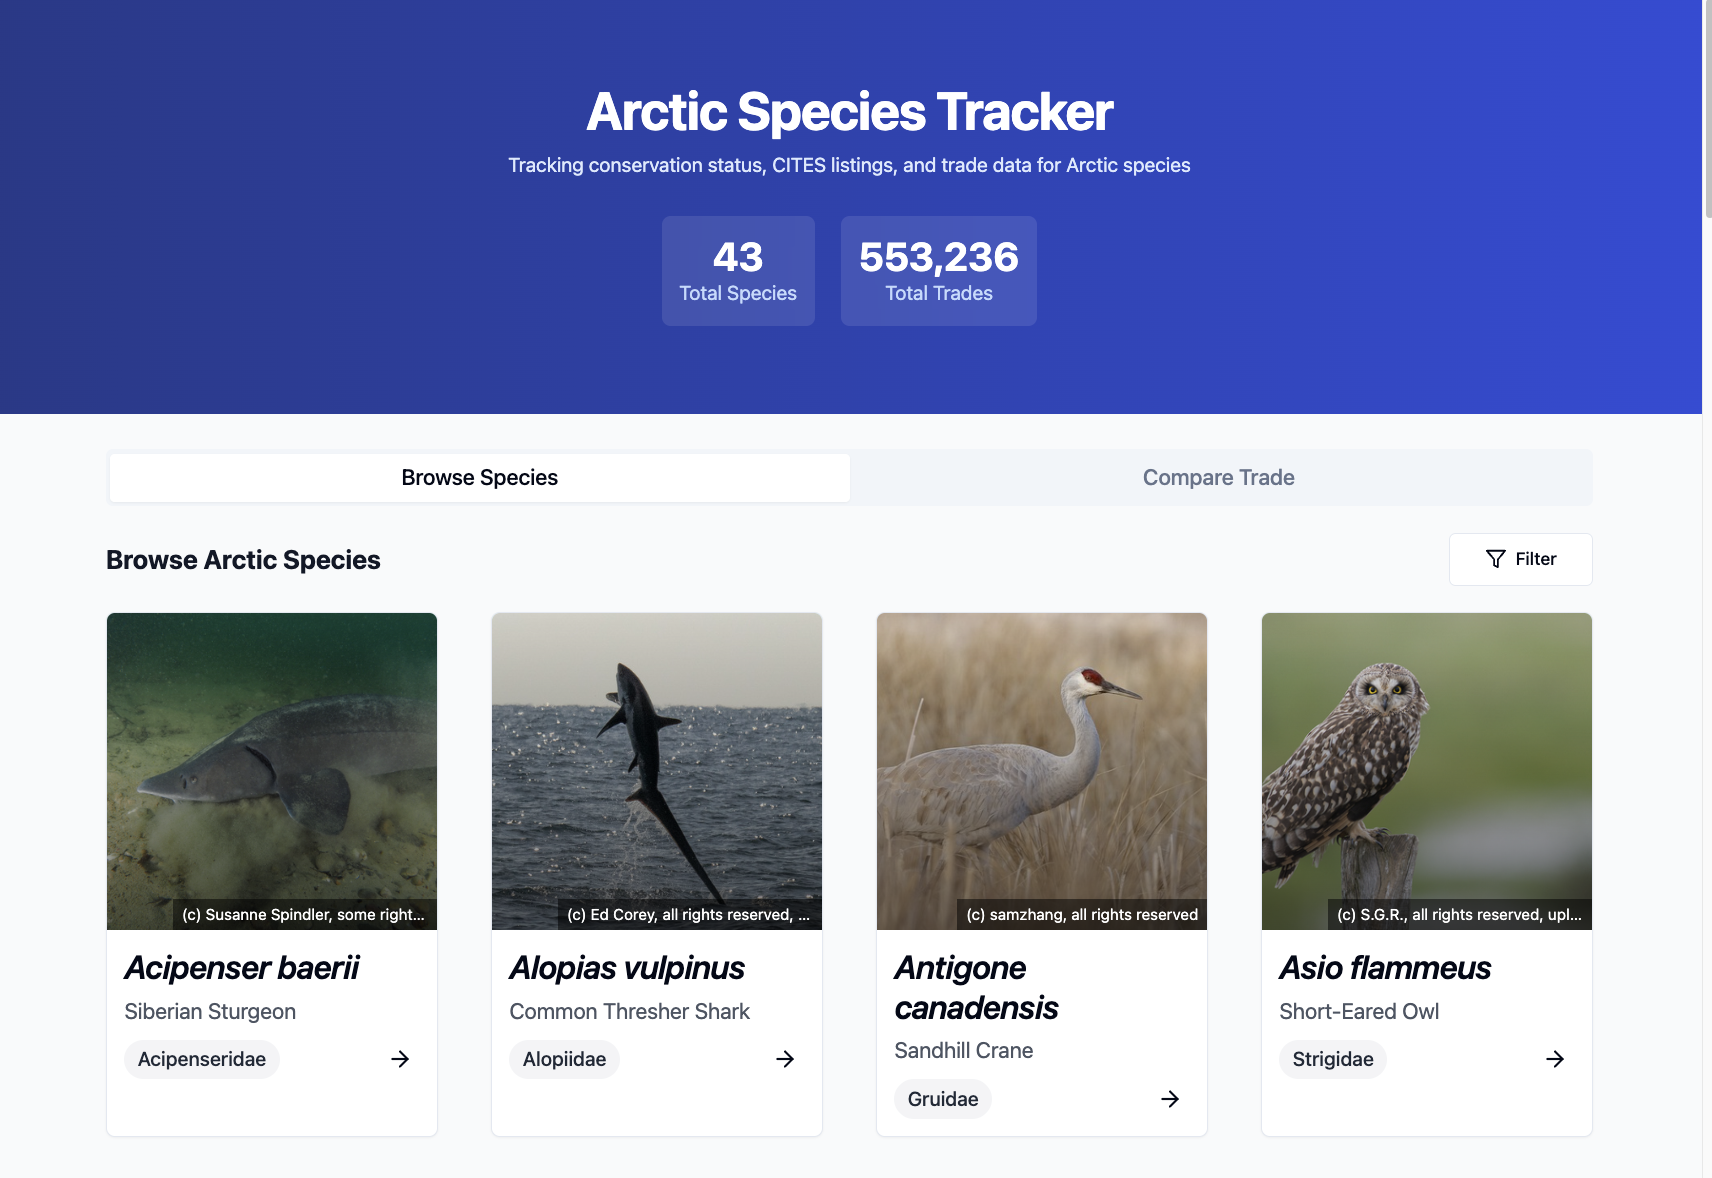 Arctic Species Tracker
Tracking conservation status, CITES listings, and trade data for Arctic species
43
Total Species
553,236
Total Trades
Browse Species
Compare Trade
Browse Arctic Species
Filter
(c) Susanne Spindler, some right...
Acipenser baerii
Siberian Sturgeon
Acipenseridae
(c) Ed Corey, all rights reserved, ...
Alopias vulpinus
Common Thresher Shark
Alopiidae
(c) samzhang, all rights reserved
Antigone
canadensis
Sandhill Crane
Gruidae
(c) S.G.R., all rights reserved, upl...
Asio flammeus
Short-Eared Owl
Strigidae